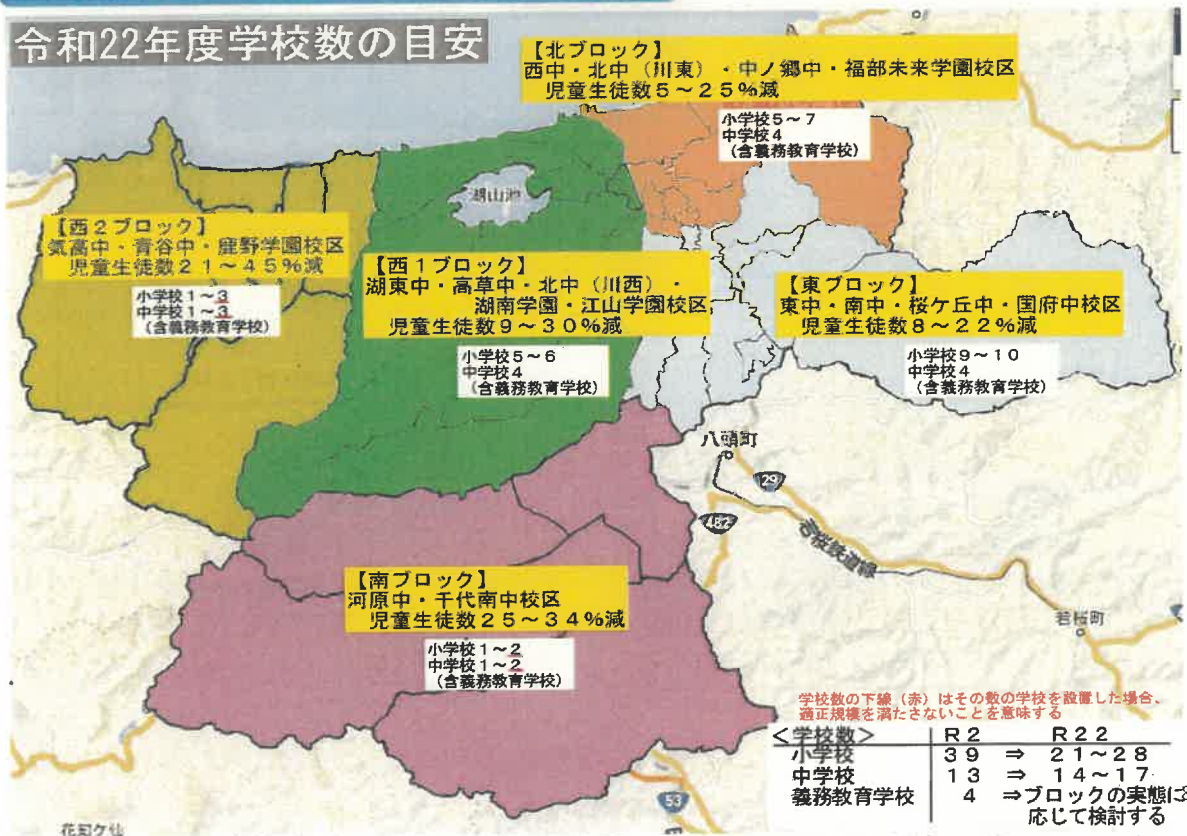 令和22年度学校数の目安
【北ブロック】
西中・北中（川東）・中ノ郷中・福部未来学園校区
児童生徒数５～２５%減
小学校５～７
中学校４
（含義務教育学校）
湖山池
【西２ブロック】
気高中・青谷中・鹿野学園校区
児童生徒数２１～４５%減
小学校１～３
中学校１～３
（含義務教育学校）
【西１ブロック】
湖東中・高草中・北中（川西）・
湖南学園・江山学園校区
児童生徒数９～３０%減
小学校５～６
中学校４
（含義務教育学校）
【東ブロック】
東中・南中・桜ケ丘中・国府中校区
児童生徒数８～２２%減
小学校９～１０
中学校４
（含義務教育学校）
八頭町
29
482
若桜鉄道線
若桜町
【南ブロック】
河原中・千代南中校区
児童生徒数２５～３４%減
小学校１～２
中学校１～２
（含義務教育学校）
学校数の下線（赤）はその数の学校を設置した場合、
適正規模を満たさないことを意味する
＜学校数＞ Ｒ２ Ｒ２２
小学校 ３９ ⇒ ２１～２８
中学校 １３ ⇒ １４～１７
義務教育学校 ４ ⇒ブロックの実態に
応じて検討する
53